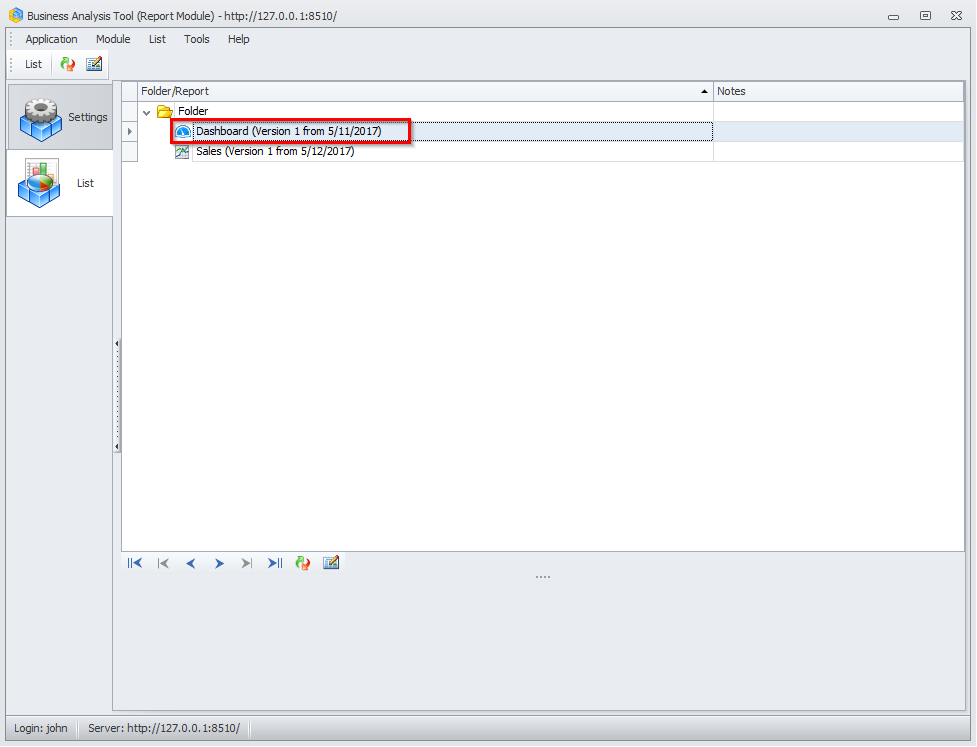 Business Analysis Tool (Report Module) - http://127.0.0.1:8510/
Application Module List Tools Help
List
Folder/Report Notes
Settings
List
Folder
Dashboard (Version 1 from 5/11/2017)
Sales (Version 1 from 5/12/2017)
Login: john Server: http://127.0.0.1:8510/